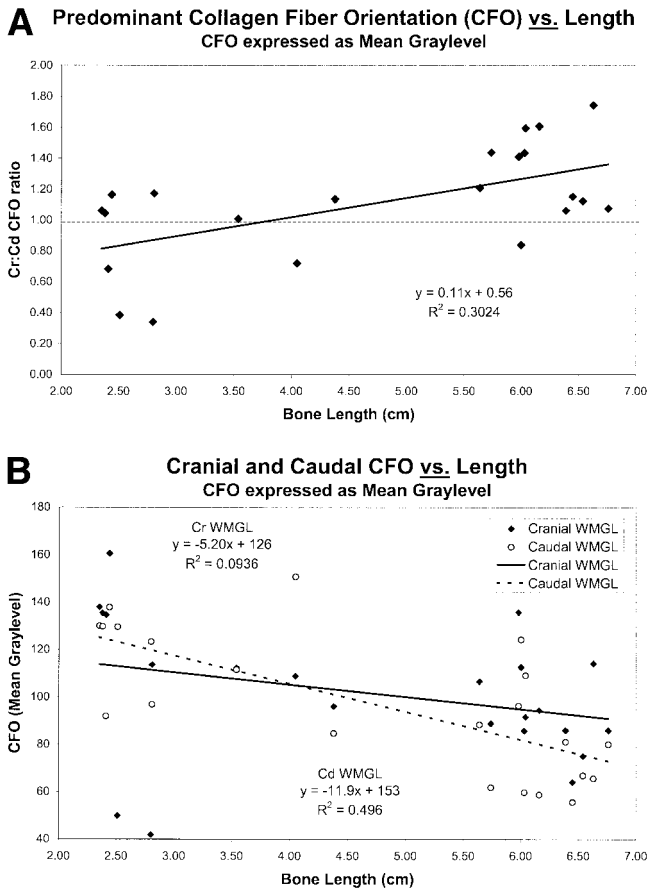 A
Predominant Collagen Fiber Orientation (CFO) vs. Length
CFO expressed as Mean Graylevel
2.00
1.80
1.60
1.40
1.20
1.00
0.80
0.60
0.40
0.20
0.00
Cr:Cd CFO ratio
y = 0.11x + 0.56
R² = 0.3024
2.00 2.50 3.00 3.50 4.00 4.50 5.00 5.50 6.00 6.50 7.00
Bone Length (cm)
B
Cranial and Caudal CFO vs. Length
CFO expressed as Mean Graylevel
180
160
140
120
100
80
60
40
CFO (Mean Graylevel)
Cr WMGL
y = -5.20x + 126
R² = 0.0936
Cranial WMGL
Caudal WMGL
Cranial WMGL
Caudal WMGL
Cd WMGL
y = -11.9x + 153
R² = 0.496
2.00 2.50 3.00 3.50 4.00 4.50 5.00 5.50 6.00 6.50 7.00
Bone Length (cm)